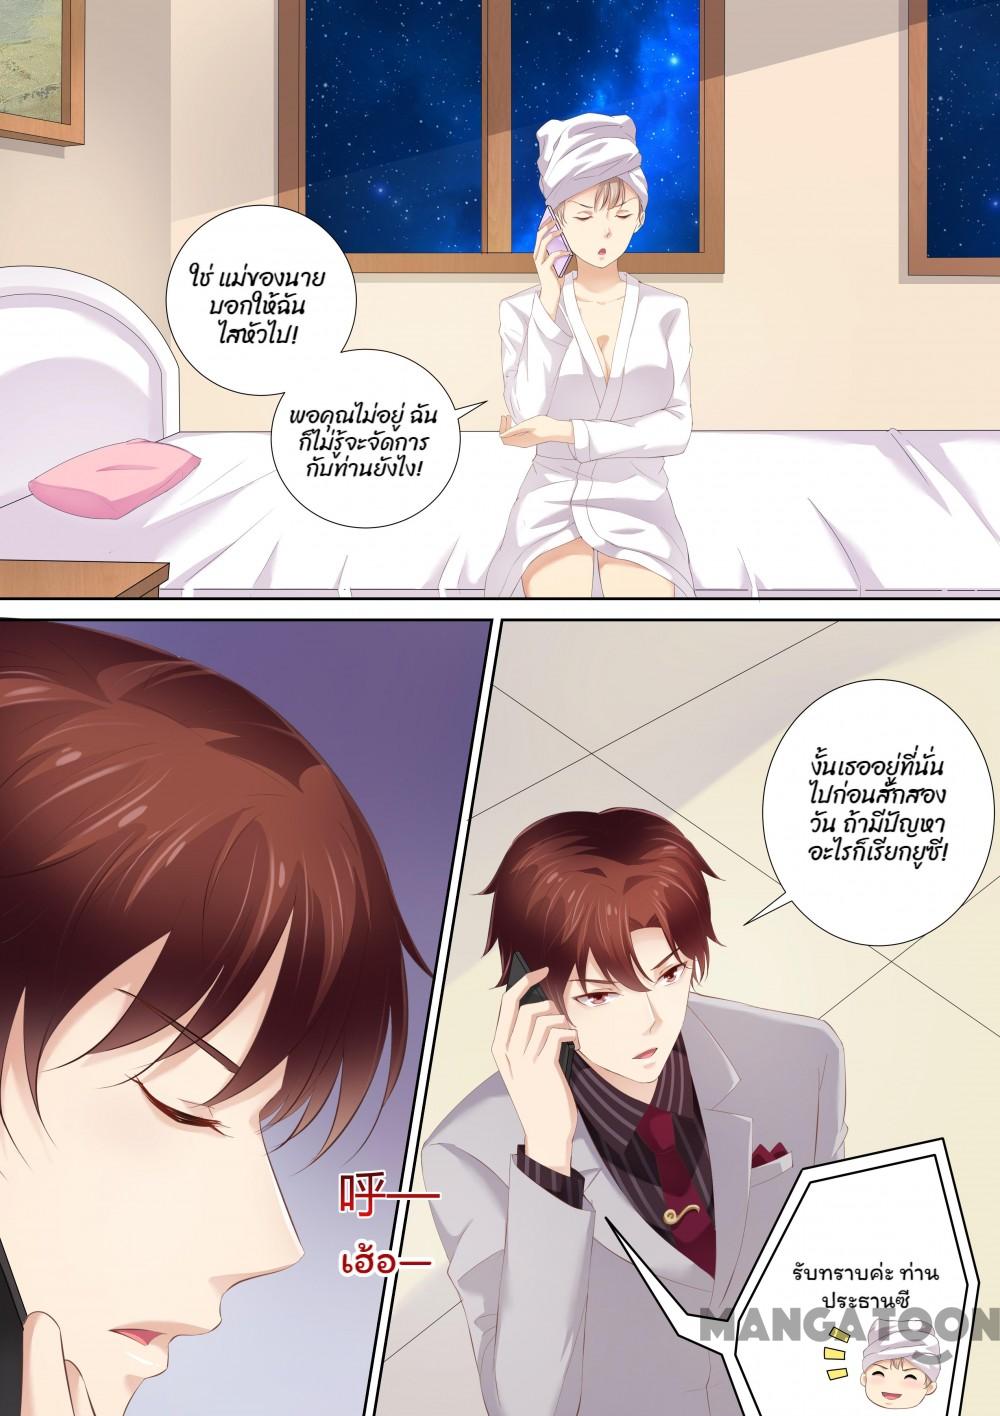 ใช่ แม่ของนาย
บอกให้ฉัน
ไสหัวไป!
พอคุณไม่อยู่ ฉัน
ก็ไม่รู้จะจัดการ
กับท่านยังไง!
งั้นเธออยู่ที่นั่น
ไปก่อนสักสอง
วัน ถ้ามีปัญหา
อะไรก็เรียกยูซี!
呼—
เฮ้อ—
รับทราบค่ะ ท่าน
ประธานซี
MANGATOON